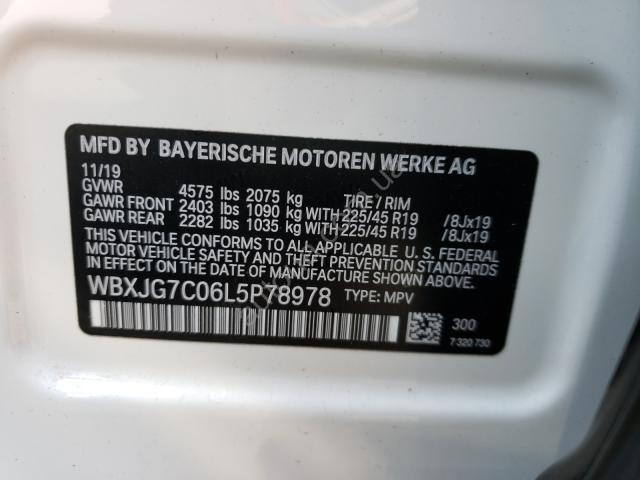 MFD BY BAYERISCHE MOTOREN WERKE AG
11/19
GVWR 4575 lbs 2075 kg TIRE / RIM
GAWR FRONT 2403 lbs 1090 kg WITH 225/45 R19 /8Jx19
GAWR REAR 2282 lbs 1035 kg WITH 225/45 R19 /8Jx19
THIS VEHICLE CONFORMS TO ALL APPLICABLE U. S. FEDERAL
MOTOR VEHICLE SAFETY, BUMPER, AND THEFT PREVENTION
STANDARDS IN EFFECT ON THE DATE OF MANUFACTURE SHOWN ABOVE.
WBXJG7C06L5P78978 TYPE: MPV
300
7 320 730